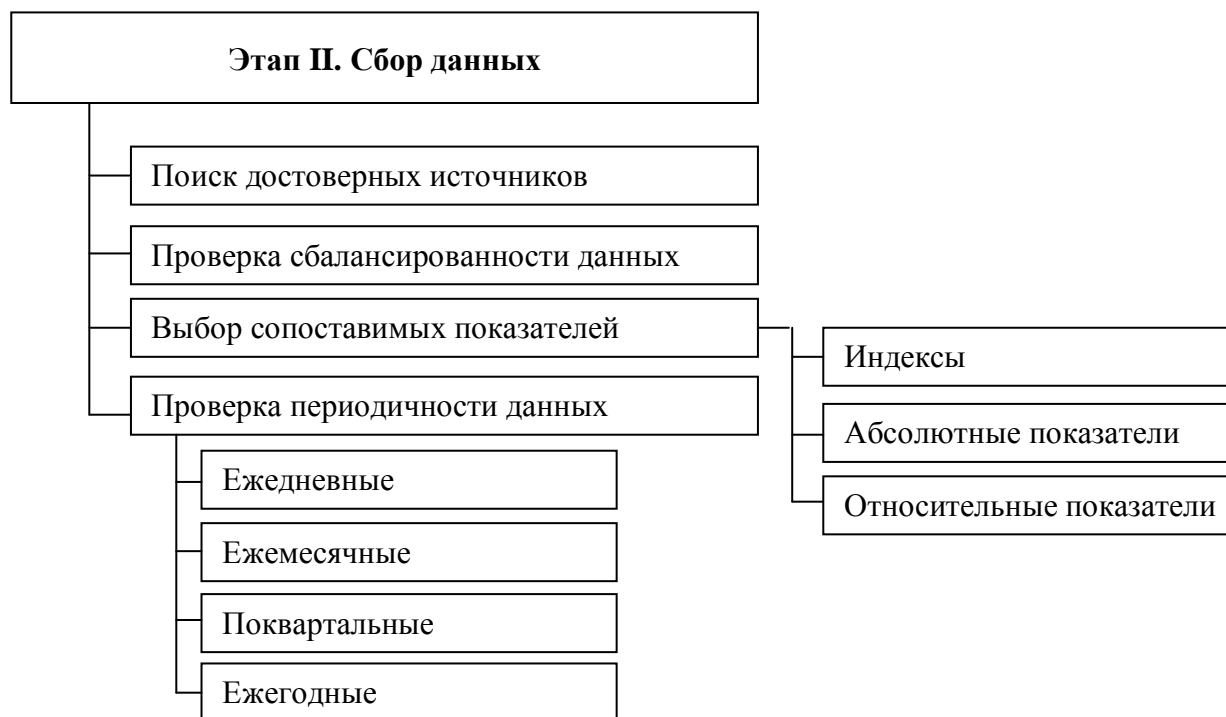 Этап II. Сбор данных
Поиск достоверных источников
Проверка сбалансированности данных
Выбор сопоставимых показателей
Индексы
Абсолютные показатели
Относительные показатели
Проверка периодичности данных
Ежедневные
Ежемесячные
Поквартальные
Ежегодные